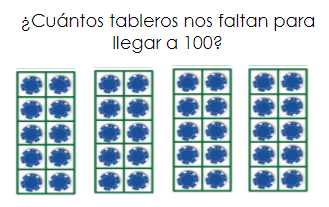 ¿Cuántos tableros nos faltan para
llegar a 100?